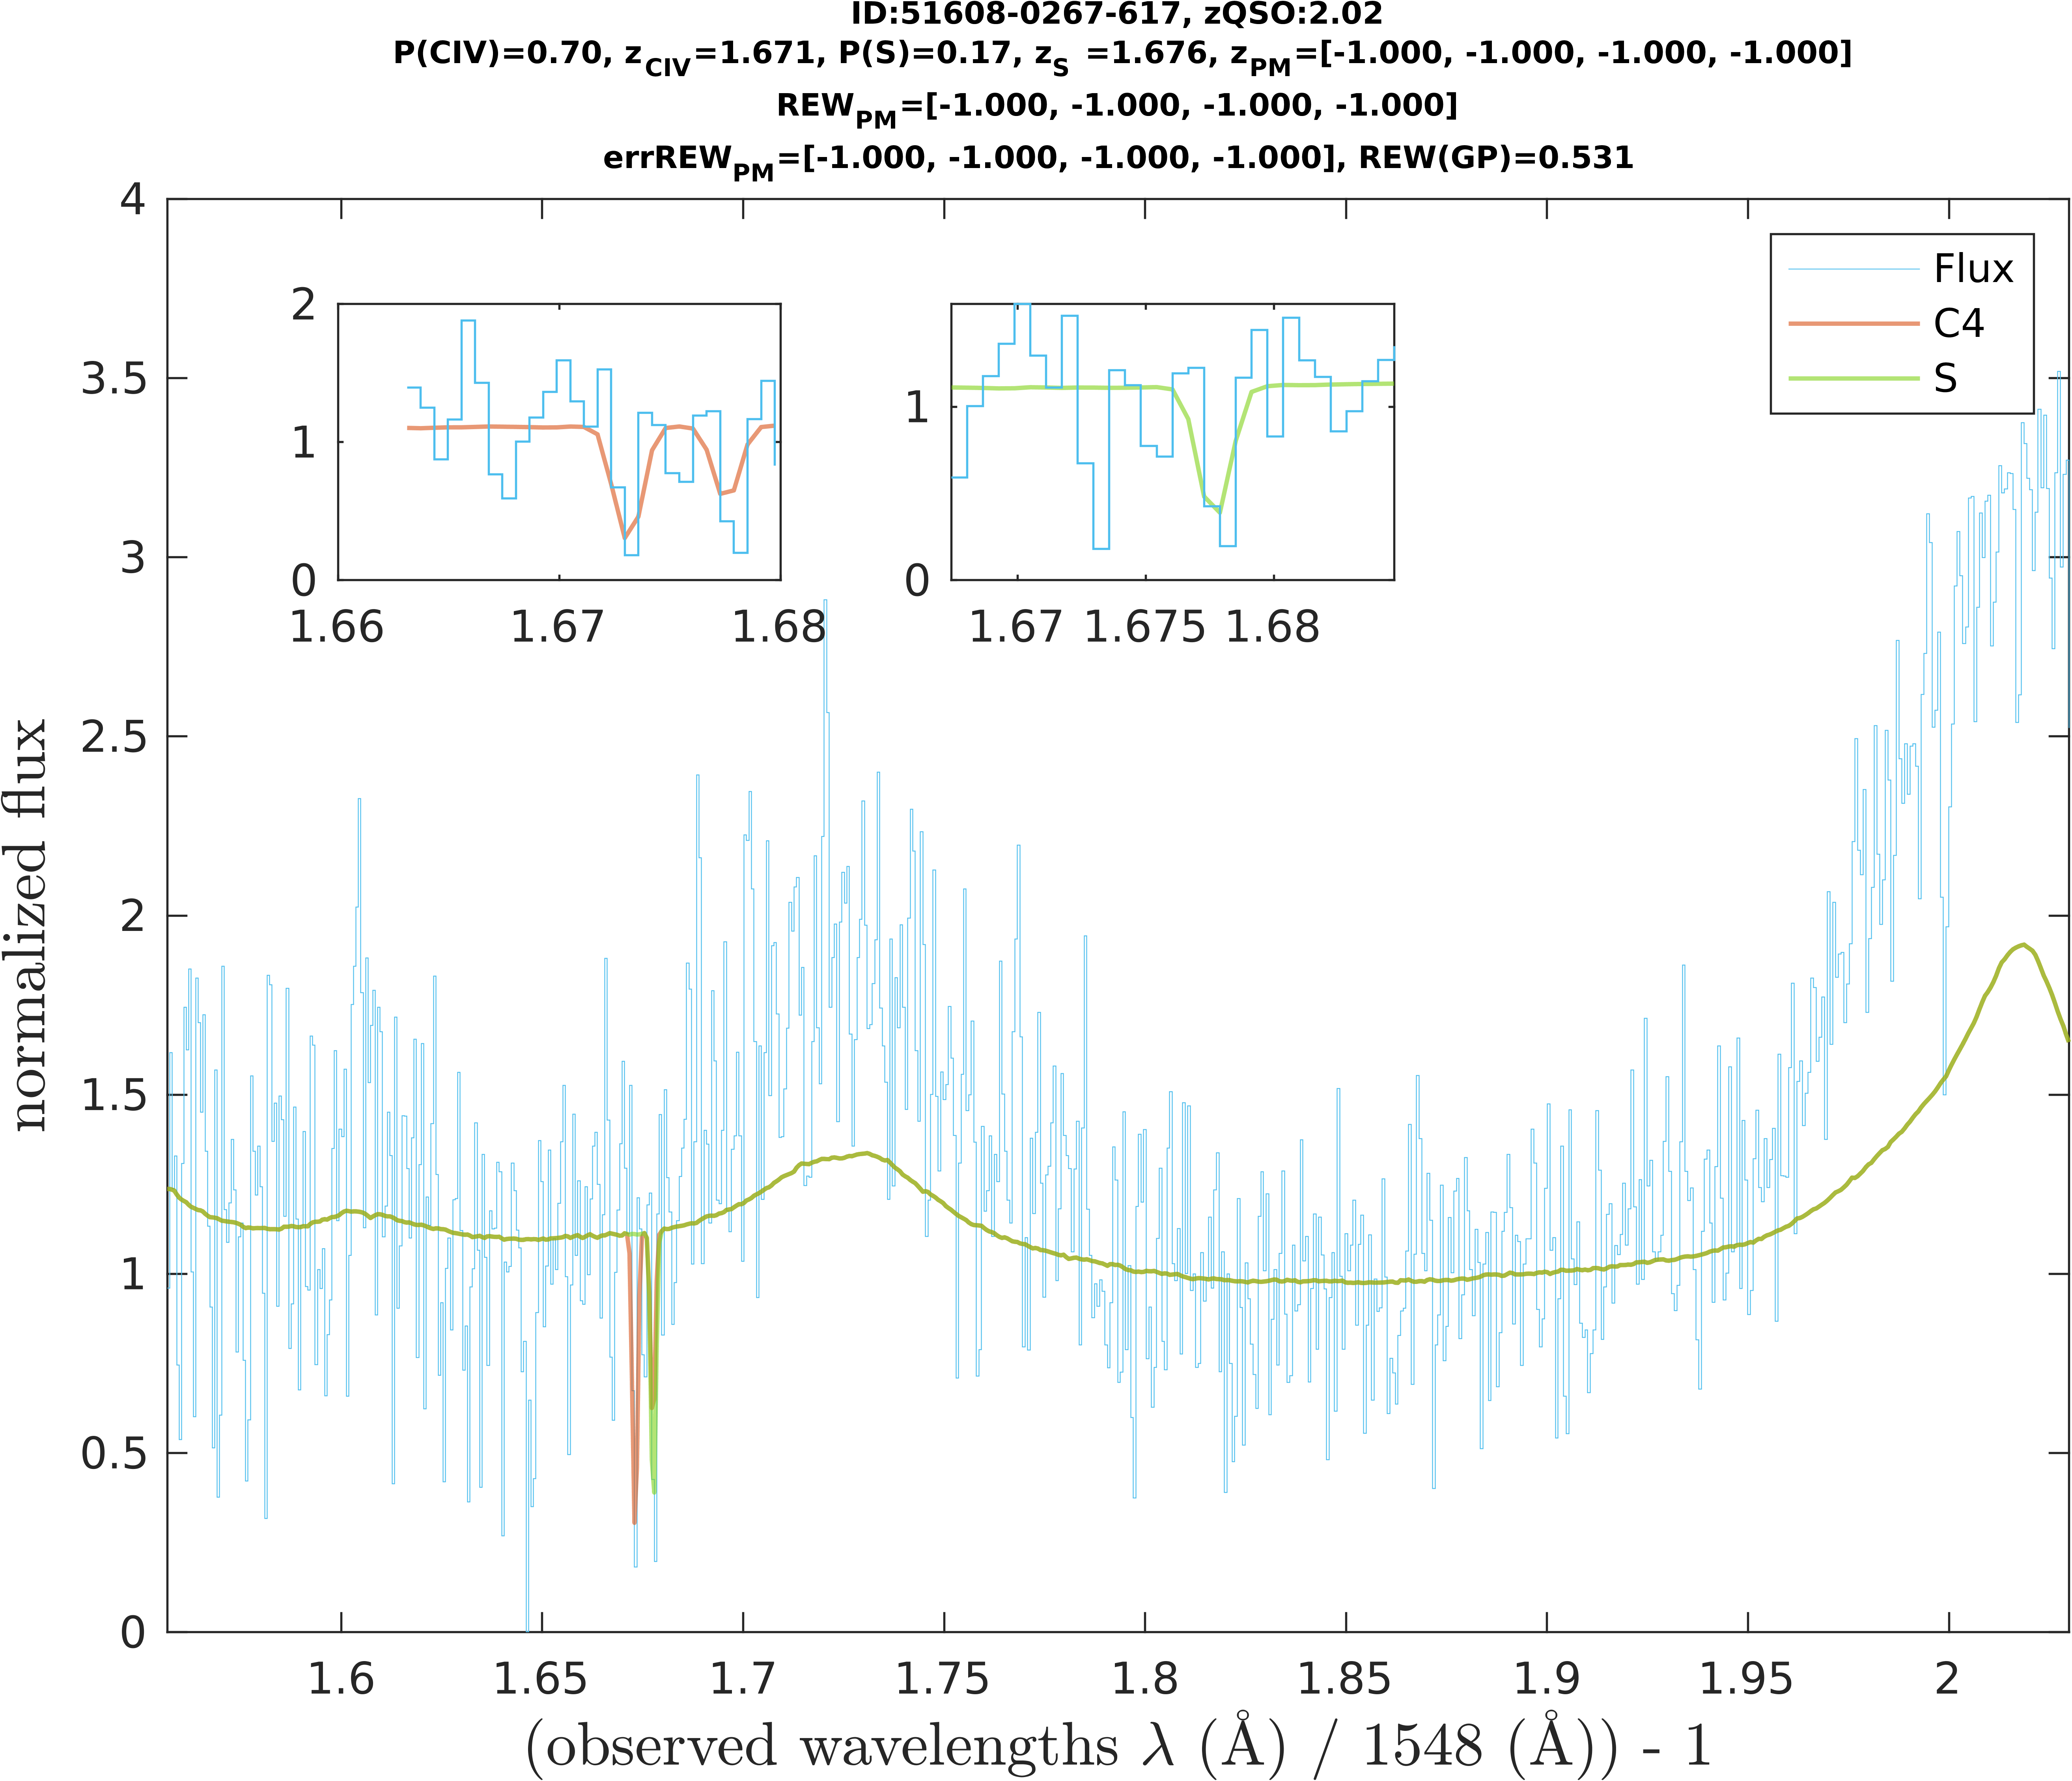 ID:51608-0267-617, zQSO:2.02
P(CIV)=0.70, zCIV=1.671, P(S)=0.17, zS =1.676, zPM=[-1.000, -1.000, -1.000, -1.000]
REWPM=[-1.000, -1.000, -1.000, -1.000]
errREWPM=[-1.000, -1.000, -1.000, -1.000], REW(GP)=0.531
4
3.5
3
2.5
2
1.5
1
0.5
0
normalized flux
2
1
0
1.66 1.67 1.68
1
0
1.67 1.675 1.68
Flux
C4
S
1.6 1.65 1.7 1.75 1.8 1.85 1.9 1.95 2
(observed wavelengths λ (Å) / 1548 (Å)) - 1